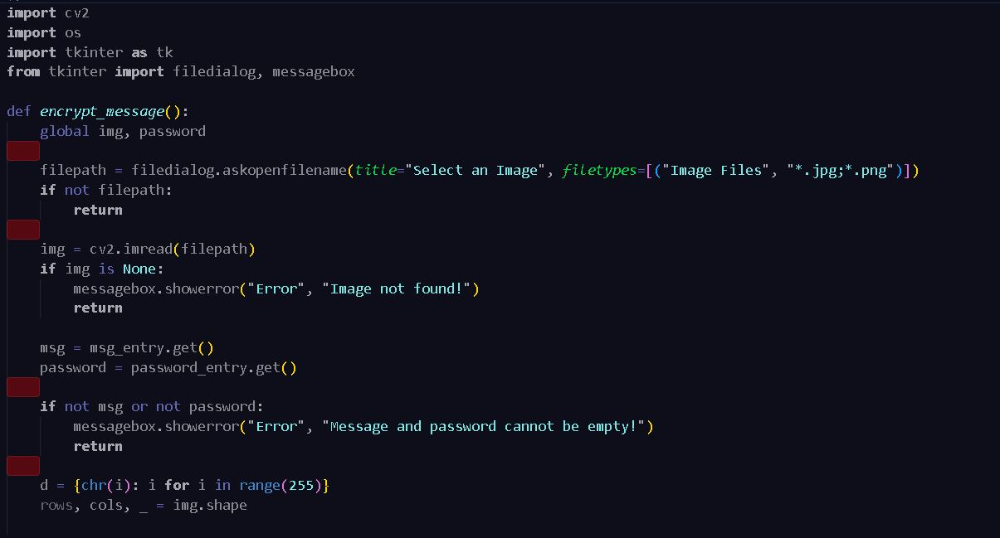 import cv2
import os
import tkinter as tk
from tkinter import filedialog, messagebox

def encrypt_message():
    global img, password

    filepath = filedialog.askopenfilename(title="Select an Image", filetypes=[("Image Files", "*.jpg;*.png")])
    if not filepath:
        return

    img = cv2.imread(filepath)
    if img is None:
        messagebox.showerror("Error", "Image not found!")
        return

    msg = msg_entry.get()
    password = password_entry.get()

    if not msg or not password:
        messagebox.showerror("Error", "Message and password cannot be empty!")
        return

    d = {chr(i): i for i in range(255)}
    rows, cols, _ = img.shape